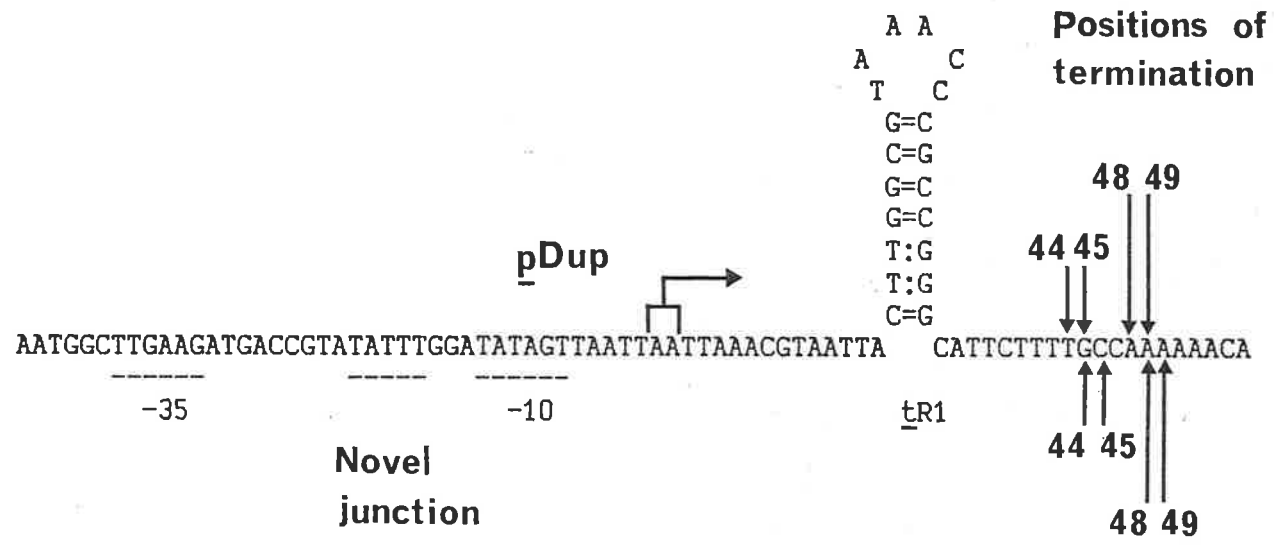 A A
A C
T C
G=C
C=G
G=C
G=C
T:G
T:G
C=G
Positions of
termination
48 49
44 45
pDup
AATGGCTTGAAGATGACCGTATATTTGGATATAGTTAATTAATTAAACGTAATTA CATTCTTTTGCCAAAAAACA
-35 -10 tR1
44 45
48 49
Novel
junction